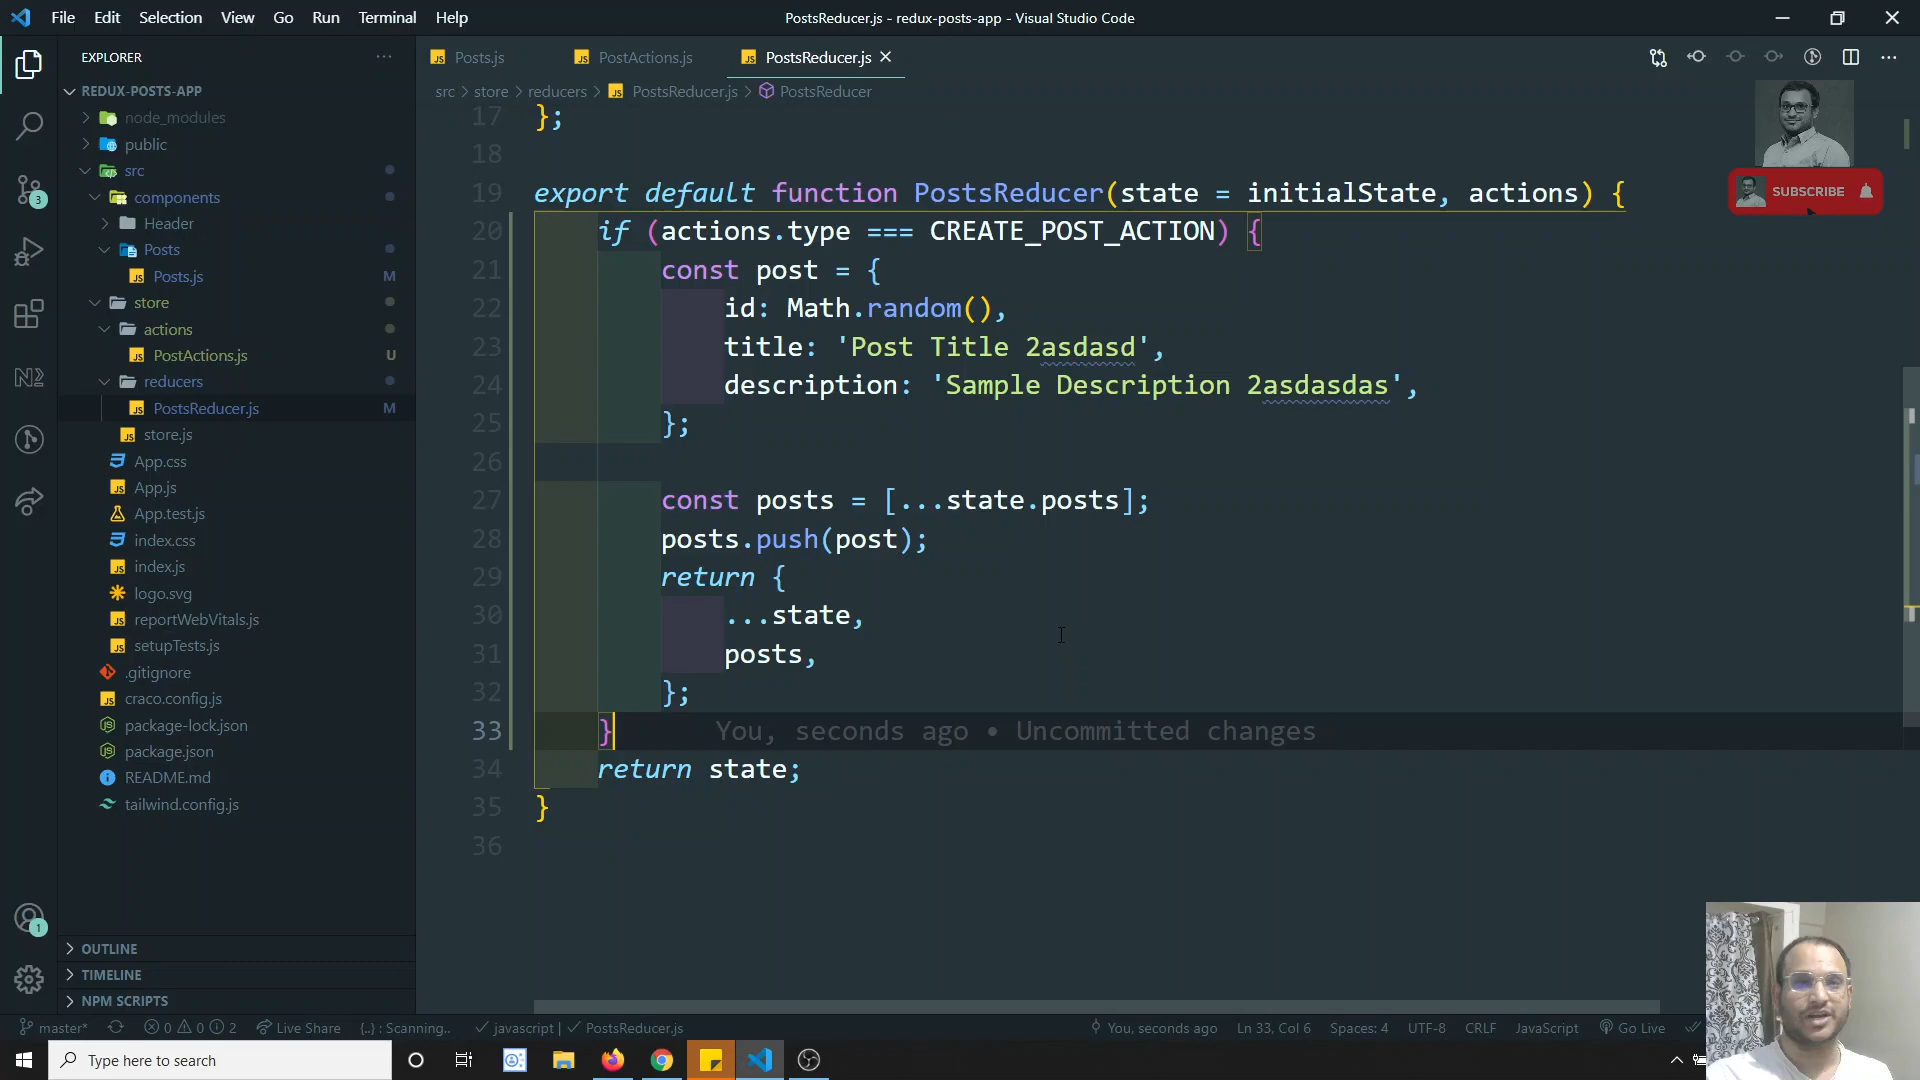 File Edit Selection View Go Run Terminal Help
PostsReducer.js - redux-posts-app - Visual Studio Code
EXPLORER
REDUX-POSTS-APP
node_modules
public
src
components
Header
Posts
Posts.js M
store
actions
PostActions.js U
reducers
PostsReducer.js M
store.js
App.css
App.js
App.test.js
index.css
index.js
logo.svg
reportWebVitals.js
setupTests.js
.gitignore
craco.config.js
package-lock.json
package.json
README.md
tailwind.config.js
OUTLINE
TIMELINE
NPM SCRIPTS
3
1
Posts.js PostActions.js PostsReducer.js
src > store > reducers > PostsReducer.js > PostsReducer
17 };
18
19 export default function PostsReducer(state = initialState, actions) {
20 if (actions.type === CREATE_POST_ACTION) {
21 const post = {
22 id: Math.random(),
23 title: 'Post Title 2asdasd',
24 description: 'Sample Description 2asdasdas',
25 };
26
27 const posts = [...state.posts];
28 posts.push(post);
29 return {
30 ...state,
31 posts,
32 };
33 } You, seconds ago • Uncommitted changes
34 return state;
35 }
36
SUBSCRIBE
master* 0 0 2 Live Share {..} : Scanning.. ✓ javascript | ✓ PostsReducer.js
You, seconds ago Ln 33, Col 6 Spaces: 4 UTF-8 CRLF JavaScript Go Live
Type here to search